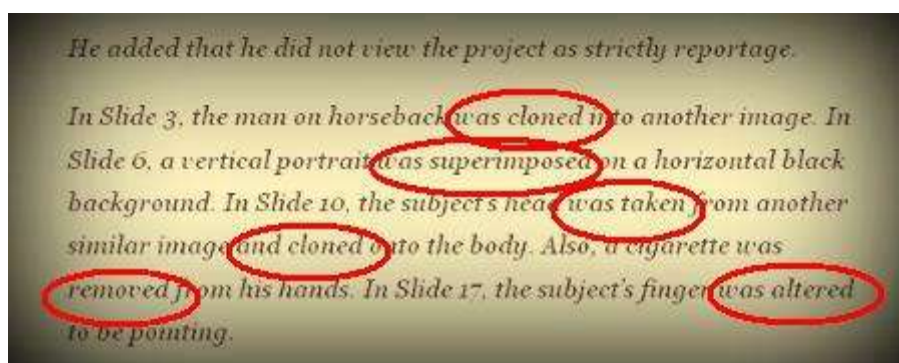 He added that he did not view the project as strictly reportage.
In Slide 3, the man on horseback was cloned into another image. In
Slide 6, a vertical portrait was superimposed on a horizontal black
background. In Slide 10, the subject's head was taken from another
similar image and cloned onto the body. Also, a cigarette was
removed from his hands. In Slide 17, the subject's finger was altered
to be pointing.